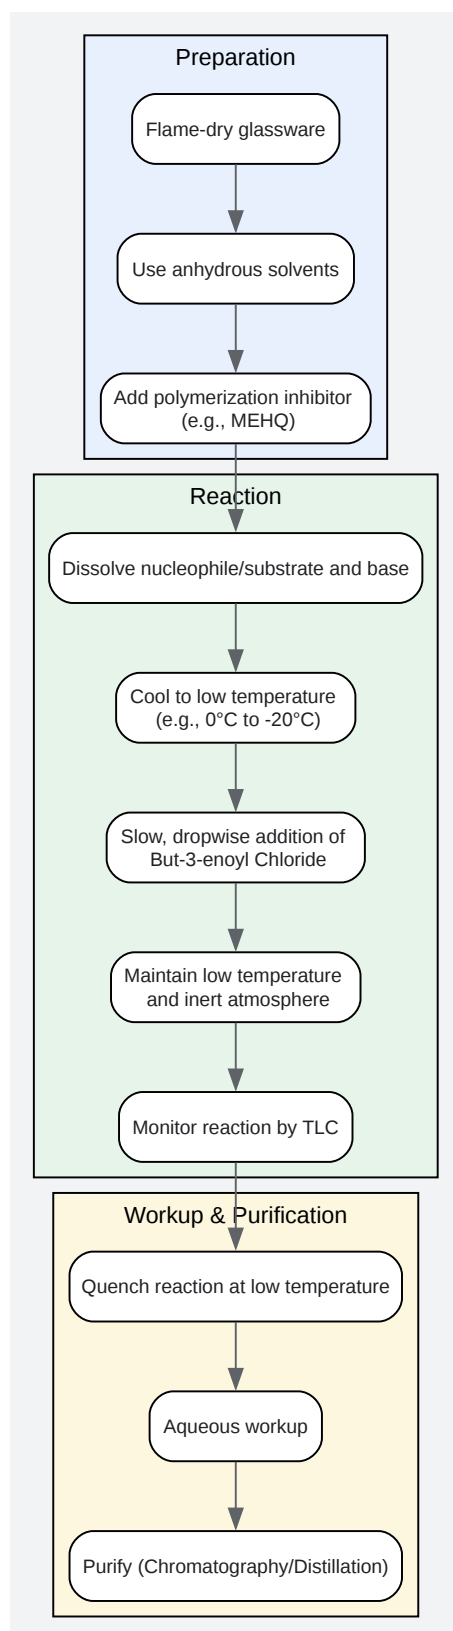 Preparation
Flame-dry glassware
Use anhydrous solvents
Add polymerization inhibitor
(e.g., MEHQ)
Reaction
Dissolve nucleophile/substrate and base
Cool to low temperature
(e.g., 0°C to -20°C)
Slow, dropwise addition of
But-3-enoyl Chloride
Maintain low temperature
and inert atmosphere
Monitor reaction by TLC
Workup & Purification
Quench reaction at low temperature
Aqueous workup
Purify (Chromatography/Distillation)